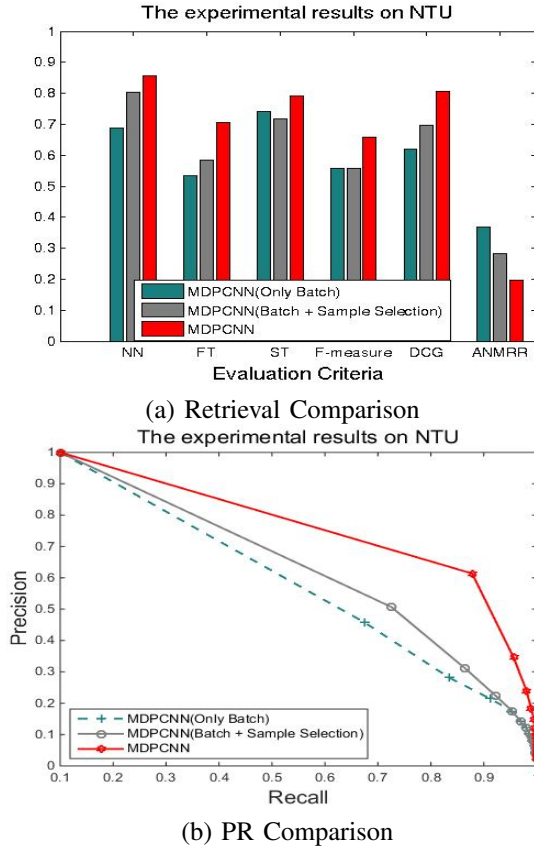 The experimental results on NTU
1
0.9
0.8
0.7
0.6
0.5
0.4
0.3
0.2
0.1
0
MDPCNN(Only Batch)
MDPCNN(Batch + Sample Selection)
MDPCNN
NN FT ST F-measure DCG ANMRR
Evaluation Criteria
(a) Retrieval Comparison
The experimental results on NTU
1
0.9
0.8
0.7
0.6
0.5
0.4
0.3
0.2
0.1
0
Precision
MDPCNN(Only Batch)
MDPCNN(Batch + Sample Selection)
MDPCNN
0.1 0.2 0.3 0.4 0.5 0.6 0.7 0.8 0.9
Recall
(b) PR Comparison